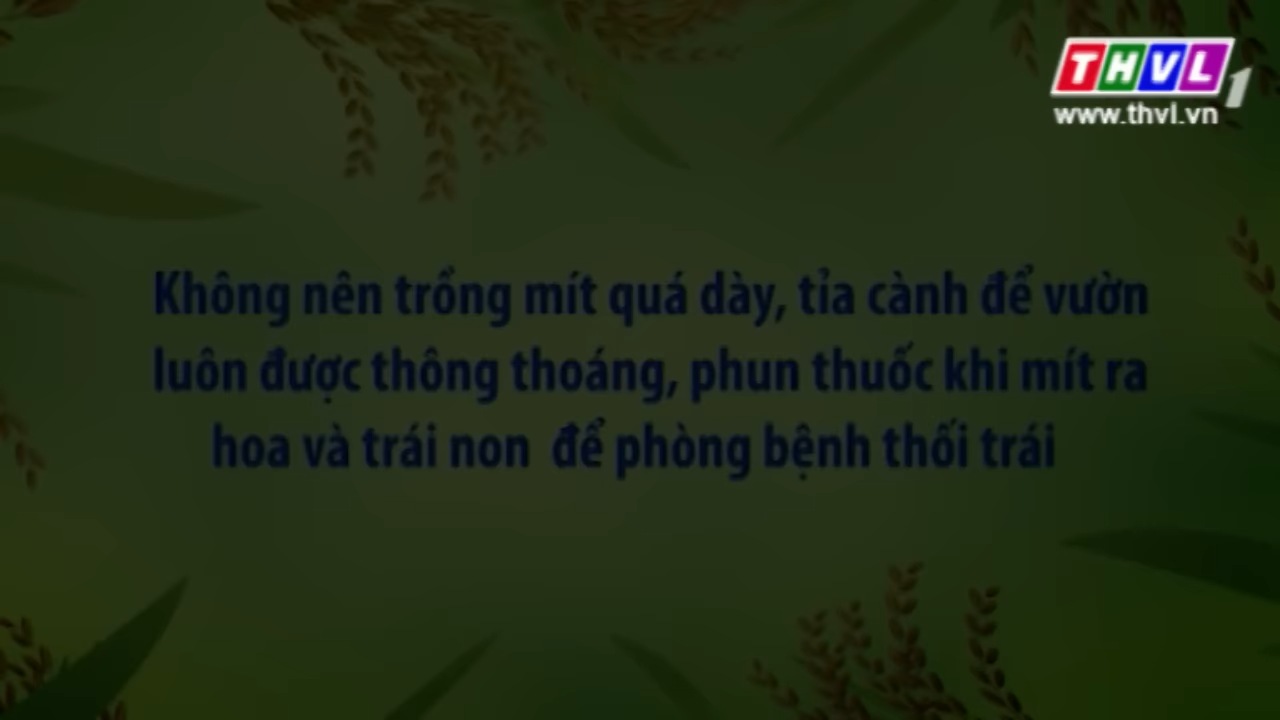 THVL1
www.thvl.vn
Không nên trồng mít quá dày, tỉa cành để vườn
luôn được thông thoáng, phun thuốc khi mít ra
hoa và trái non để phòng bệnh thối trái